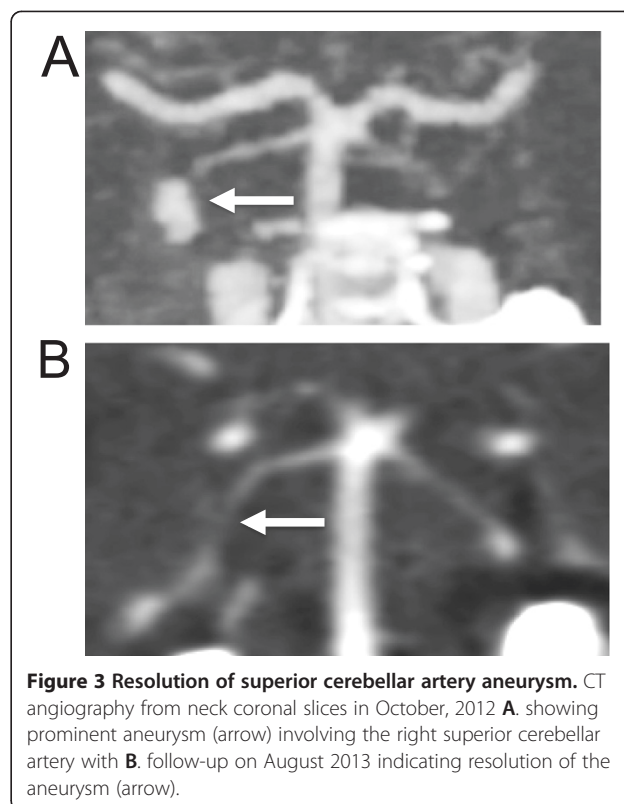 A
B
Figure 3 Resolution of superior cerebellar artery aneurysm. CT
angiography from neck coronal slices in October, 2012 A. showing
prominent aneurysm (arrow) involving the right superior cerebellar
artery with B. follow-up on August 2013 indicating resolution of the
aneurysm (arrow).